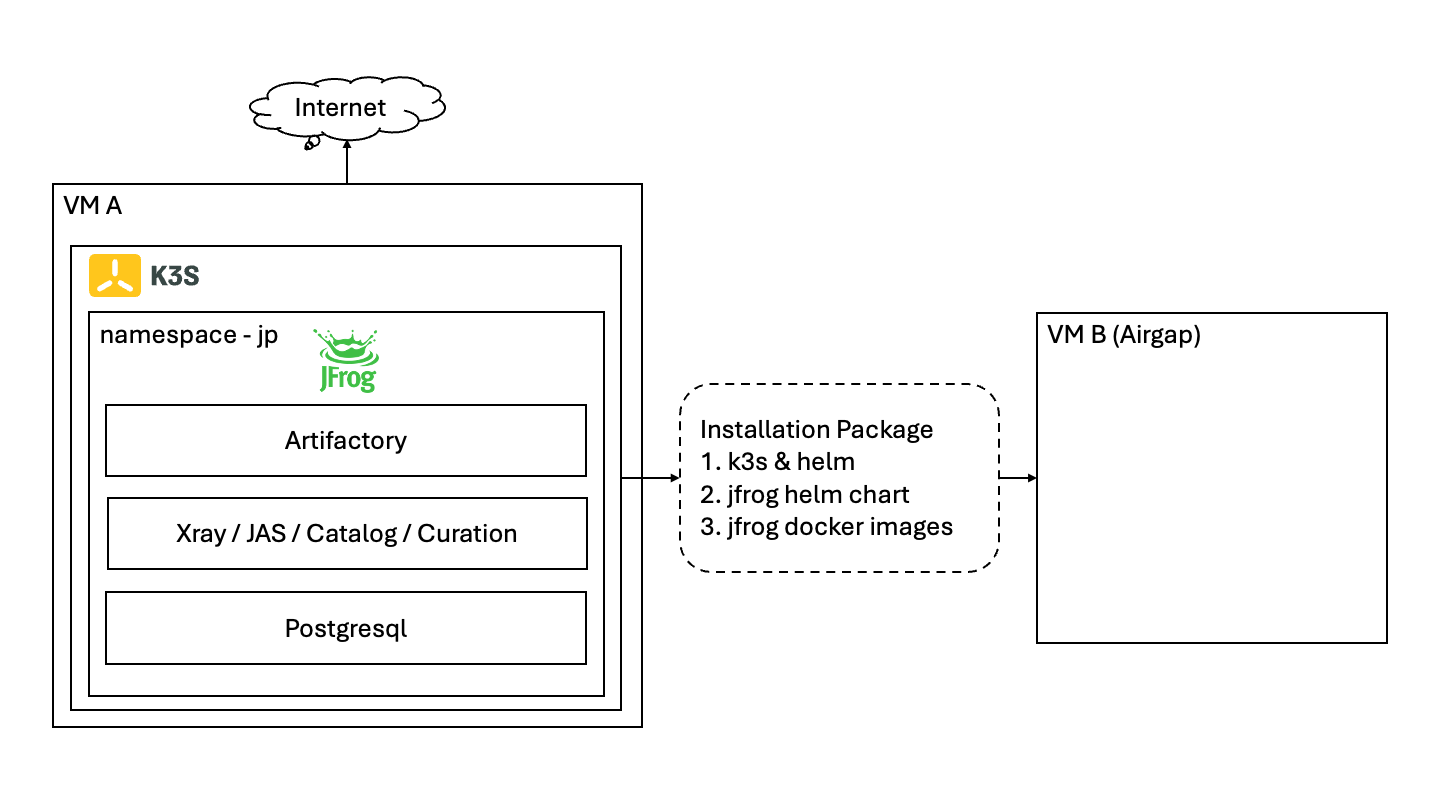 Internet
VM A
K3S
namespace - jp
JFrog
Artifactory
Xray / JAS / Catalog / Curation
Postgresql
Installation Package
1. k3s & helm
2. jfrog helm chart
3. jfrog docker images
VM B (Airgap)